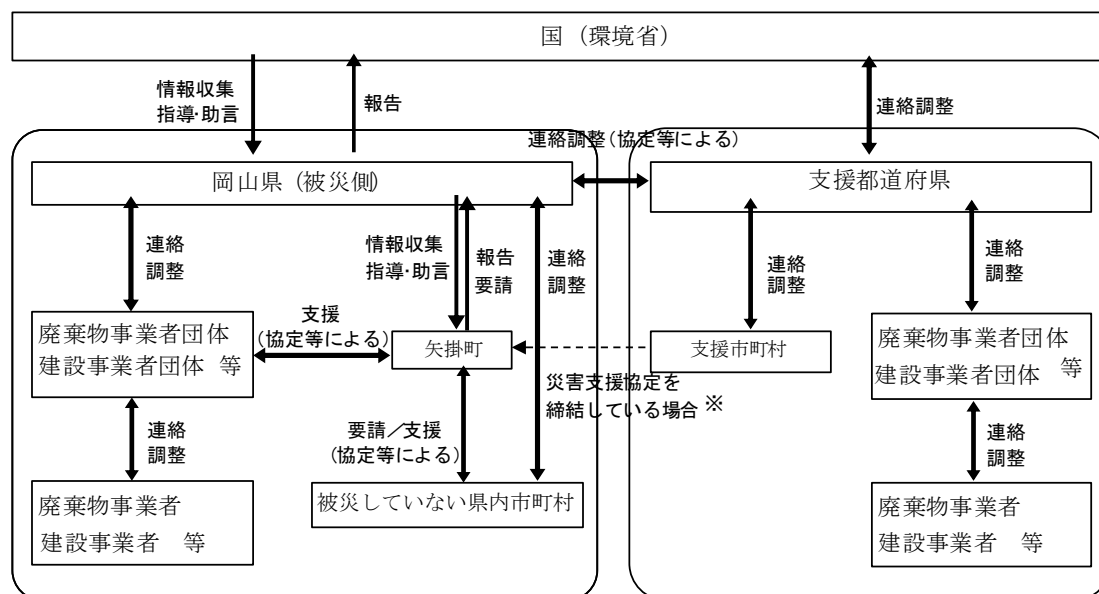 国（環境省）
情報収集
指導・助言
報告
連絡調整
連絡調整（協定等による）
岡山県（被災側）
支援都道府県
連絡
調整
情報収集
指導・助言
報告
要請
連絡
調整
連絡
調整
連絡
調整
廃棄物事業者団体
建設事業者団体 等
支援
（協定等による）
矢掛町
支援市町村
廃棄物事業者団体
建設事業者団体 等
災害支援協定を
締結している場合※
連絡
調整
要請／支援
（協定等による）
連絡
調整
廃棄物事業者
建設事業者 等
被災していない県内市町村
廃棄物事業者
建設事業者 等